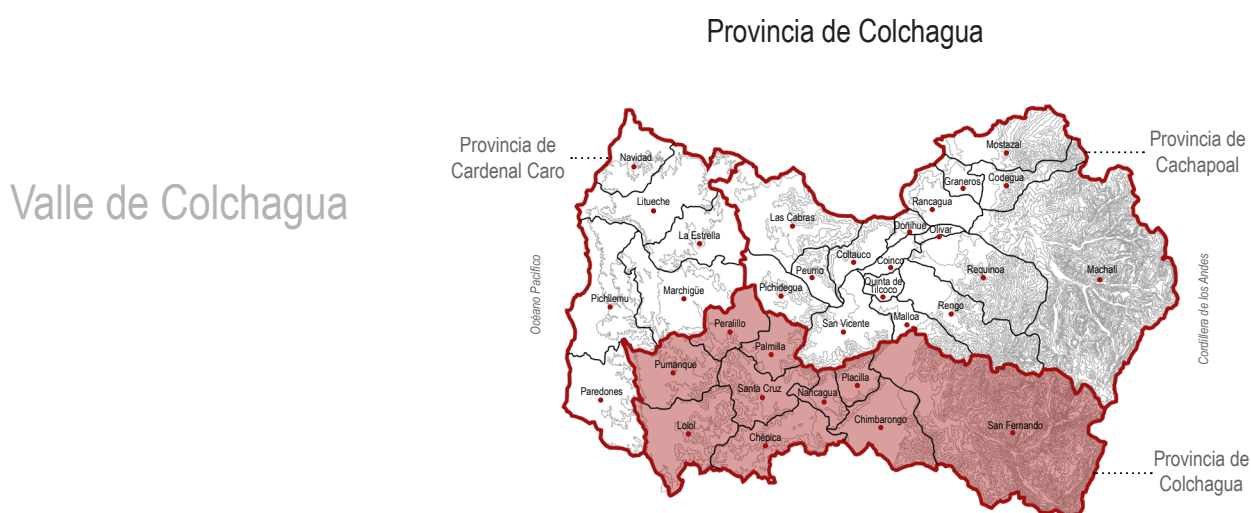 Provincia de Colchagua
Valle de Colchagua
Provincia de
Cardenal Caro
Provincia de
Cachapoal
Océano Pacífico
Cordillera de los Andes
Navidad
Litueche
La Estrella
Marchigüe
Pichilemu
Paredones
Mostazal
Graneros
Codegua
Rancagua
Las Cabras
Doñihue
Olivar
Coltauco
Coinco
Peumo
Requinoa
Machalí
Quinta de
Tilcoco
Pichidegua
Rengo
San Vicente
Malloa
Peralillo
Palmilla
Pumanque
Santa Cruz
Nancagua
Placilla
Lolol
Chépica
Chimbarongo
San Fernando
Provincia de
Colchagua